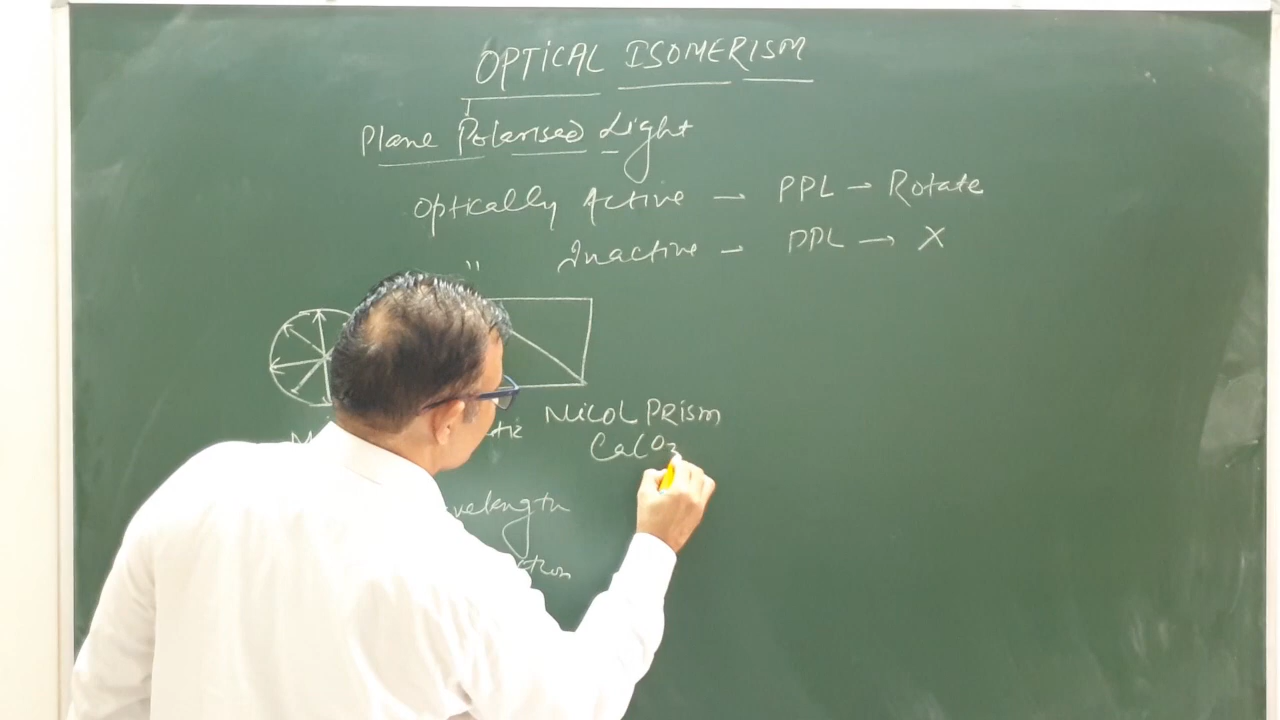 OPTICAL ISOMERISM
Plane Polarised Light
Optically Active – PPL → Rotate
" Inactive – PPL → X
Nicol Prism
CaCO3